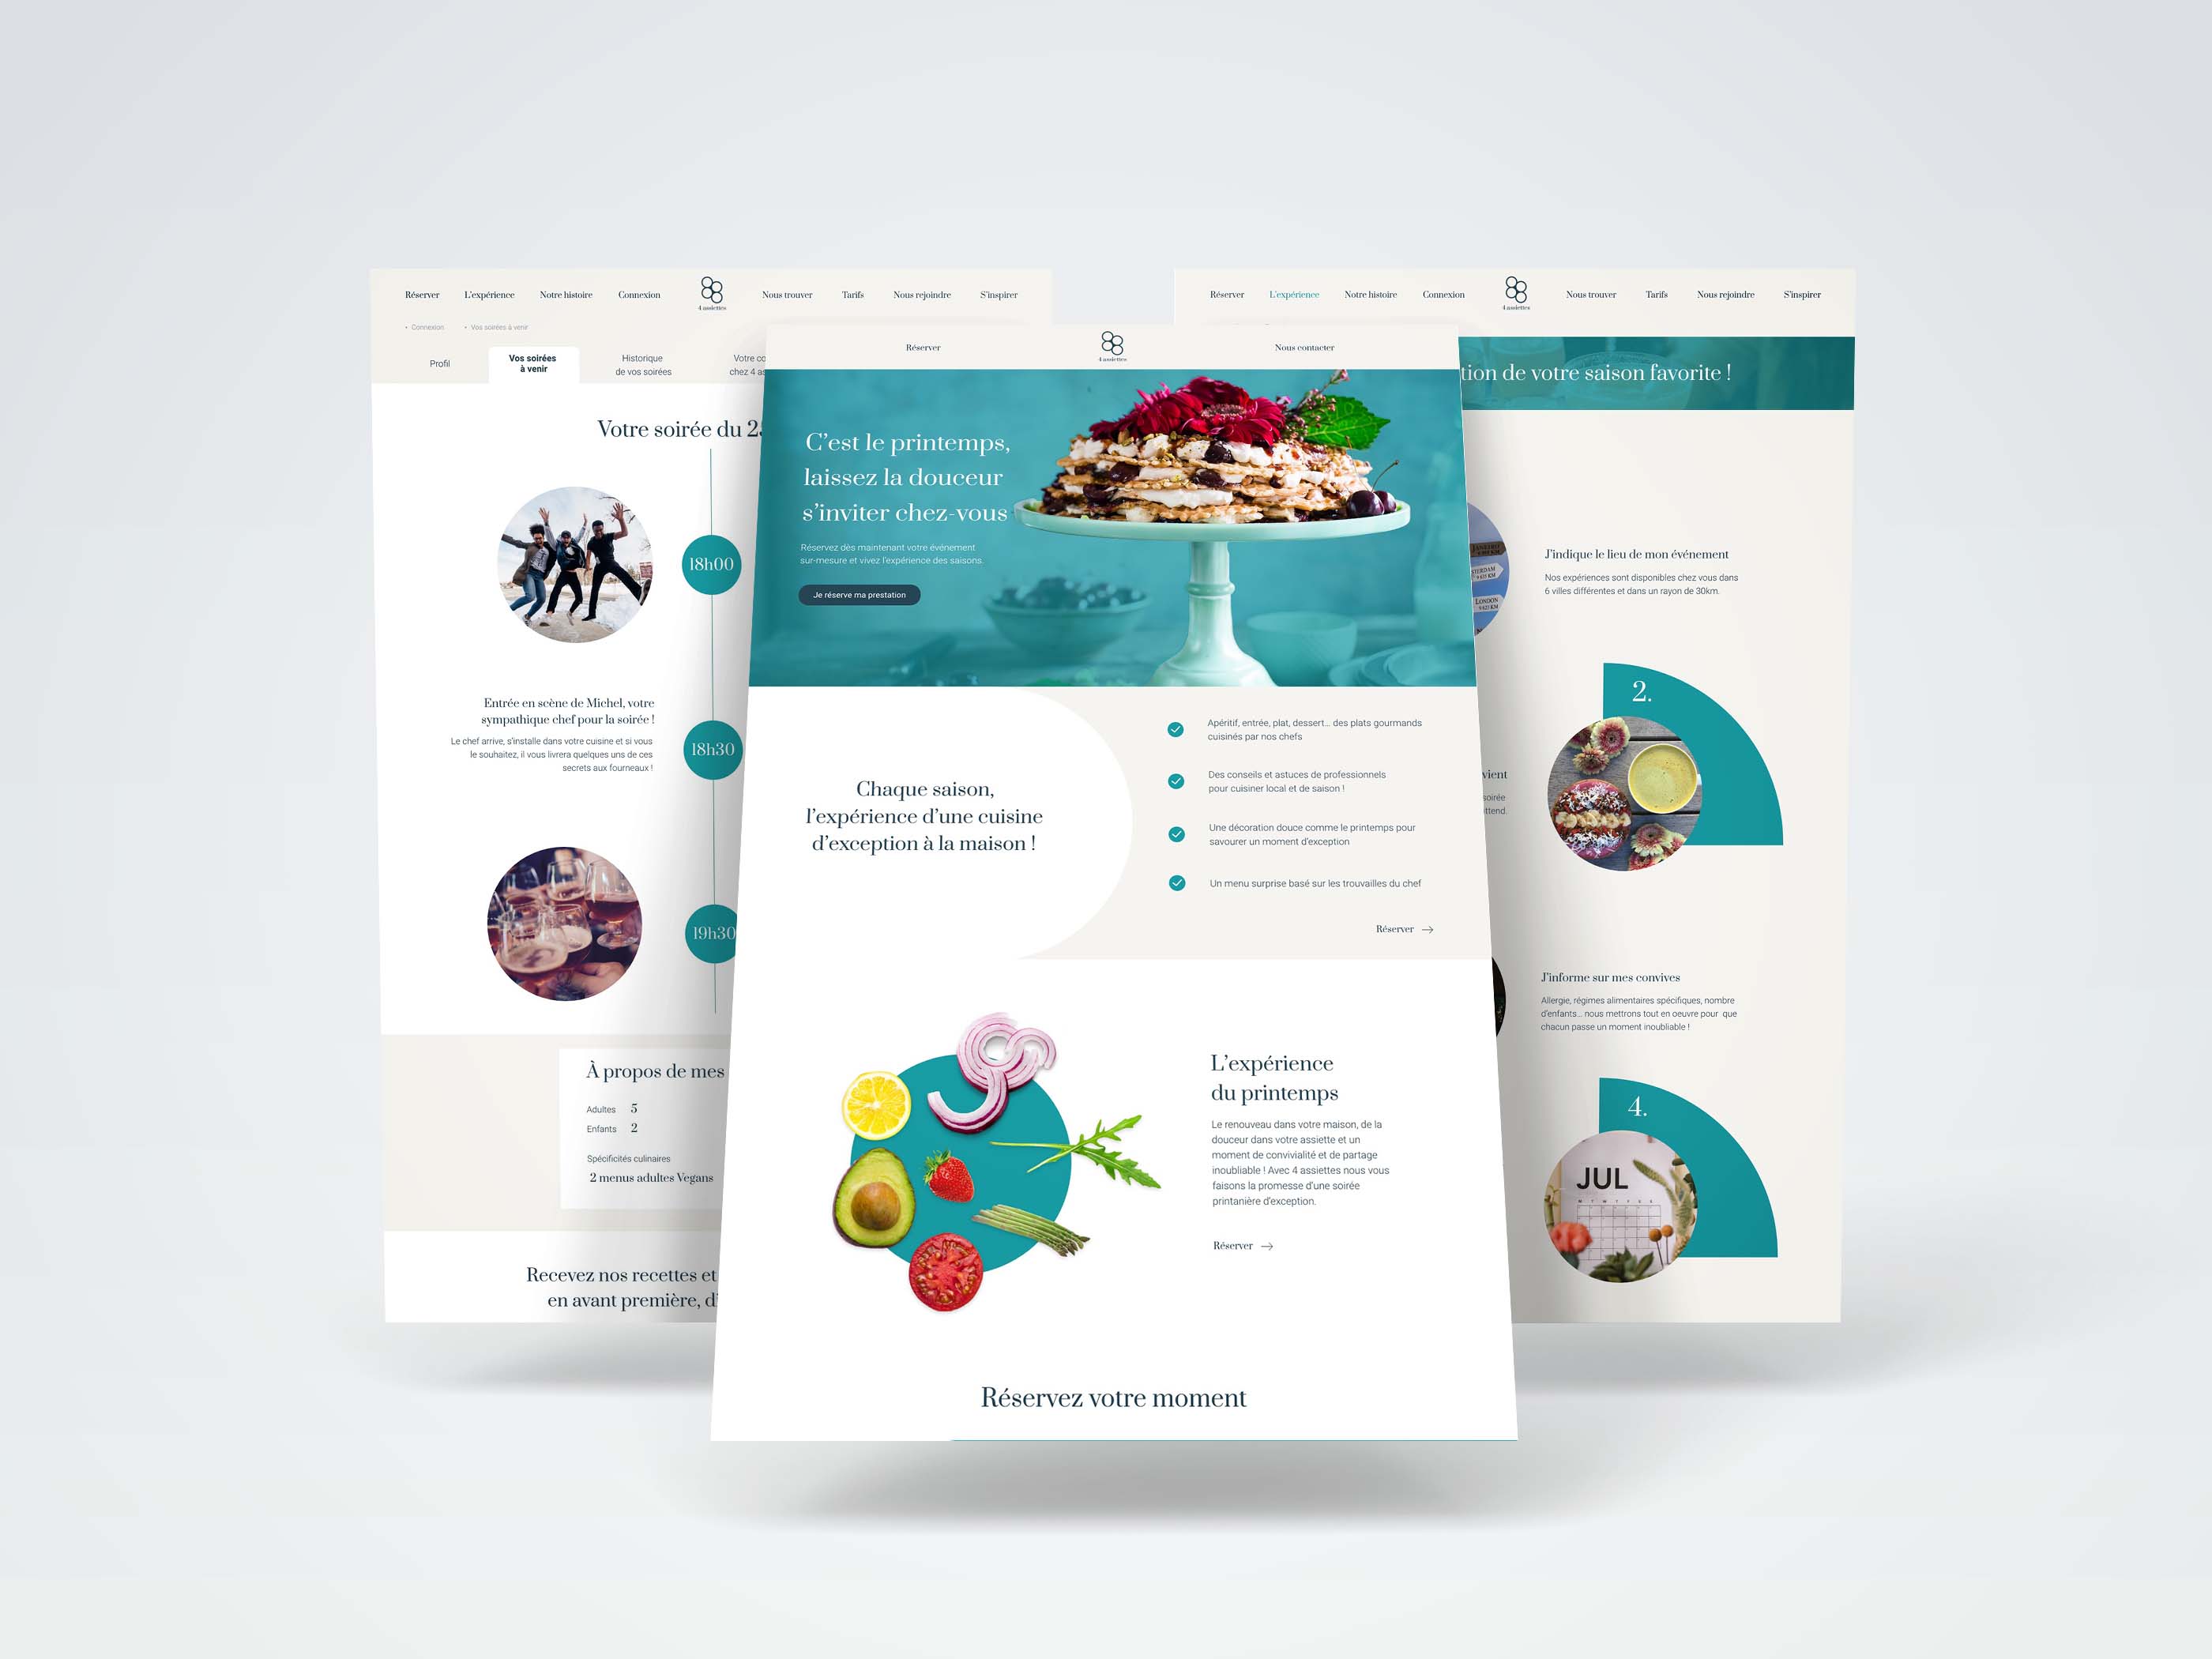 Réserver
L'expérience
Notre histoire
Connexion
4 assiettes
Nous trouver
Tarifs
Nous rejoindre
S'inspirer
• Connexion
• Vos soirées à venir
Profil
Vos soirées
à venir
Historique
de vos soirées
Votre
chez 4
Votre soirée du
18h00
Entrée en scène de Michel, votre
sympathique chef pour la soirée !
Le chef arrive, s'installe dans votre cuisine et si vous
le souhaitez, il vous livrera quelques uns de ces
secrets aux fourneaux !
18h30
19h30
À propos de mes
Adultes 5
Enfants 2
Spécificités culinaires
2 menus adultes Vegans
Recevez nos recettes et
en avant première,
Réserver
4 assiettes
Nous contacter
C'est le printemps,
laissez la douceur
s'inviter chez-vous
Réservez dès maintenant votre événement
sur-mesure et vivez l'expérience des saisons.
Je réserve ma prestation
Chaque saison,
l'expérience d'une cuisine
d'exception à la maison !
Apéritif, entrée, plat, dessert... des plats gourmands
cuisinés par nos chefs
Des conseils et astuces de professionnels
pour cuisiner local et de saison !
Une décoration douce comme le printemps pour
savourer un moment d'exception
Un menu surprise basé sur les trouvailles du chef
Réserver →
L'expérience
du printemps
Le renouveau dans votre maison, de la
douceur dans votre assiette et un
moment de convivialité et de partage
inoubliable ! Avec 4 assiettes nous vous
faisons la promesse d'une soirée
printanière d'exception.
Réserver →
Réservez votre moment
Réserver
L'expérience
Notre histoire
Connexion
4 assiettes
Nous trouver
Tarifs
Nous rejoindre
S'inspirer
tion de votre saison favorite !
LONDON
J'indique le lieu de mon événement
Nos expériences sont disponibles chez vous dans
6 villes différentes et dans un rayon de 30km.
2.
vient
soirée
ttend.
J'informe sur mes convives
Allergie, régimes alimentaires spécifiques, nombre
d'enfants... nous mettrons tout en oeuvre pour que
chacun passe un moment inoubliable !
4.
JUL